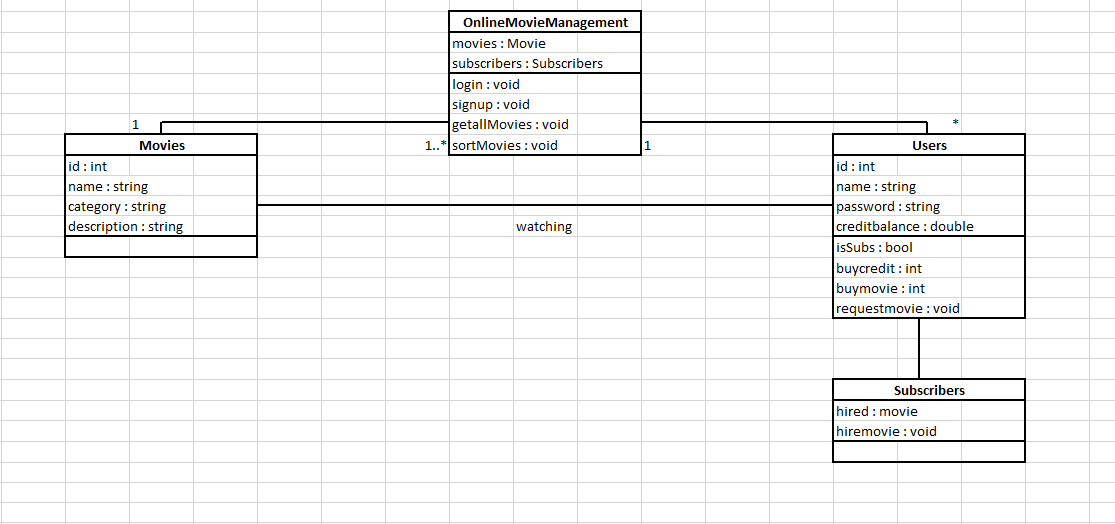 OnlineMovieManagement
movies : Movie
subscribers : Subscribers
login : void
signup : void
getallMovies : void
sortMovies : void
1
1..*
1
*
Movies
id : int
name : string
category : string
description : string
watching
Users
id : int
name : string
password : string
creditbalance : double
isSubs : bool
buycredit : int
buymovie : int
requestmovie : void
Subscribers
hired : movie
hiremovie : void